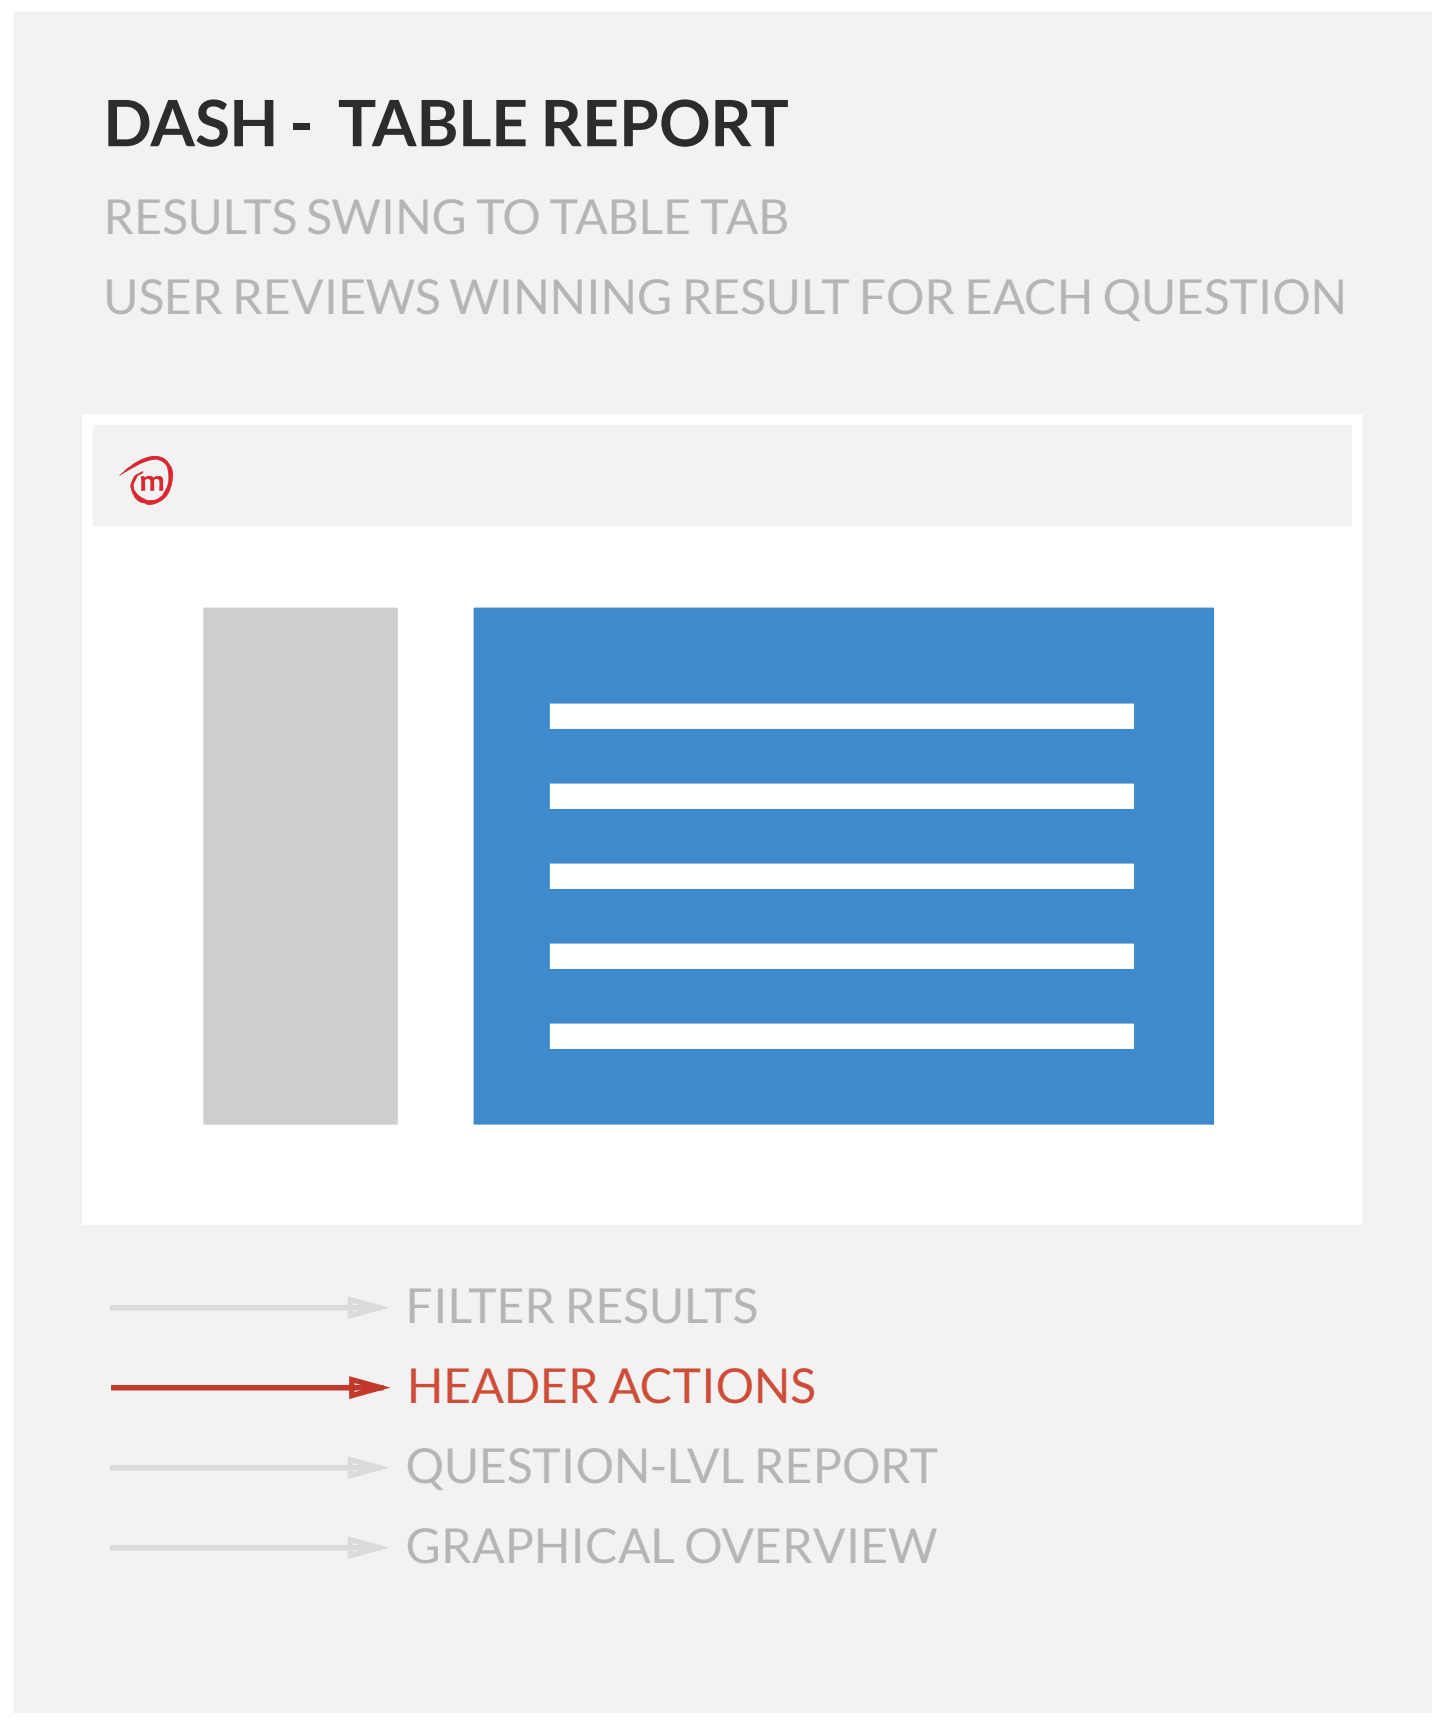 DASH - TABLE REPORT
RESULTS SWING TO TABLE TAB
USER REVIEWS WINNING RESULT FOR EACH QUESTION
m
FILTER RESULTS
HEADER ACTIONS
QUESTION-LVL REPORT
GRAPHICAL OVERVIEW